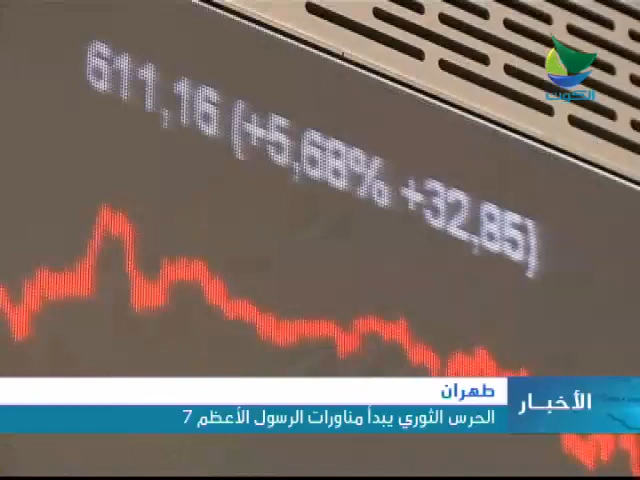 611,16 (+5,68% +32,85)
الكويت
طهران
الأخبار
الحرس الثوري يبدأ مناورات الرسول الأعظم 7